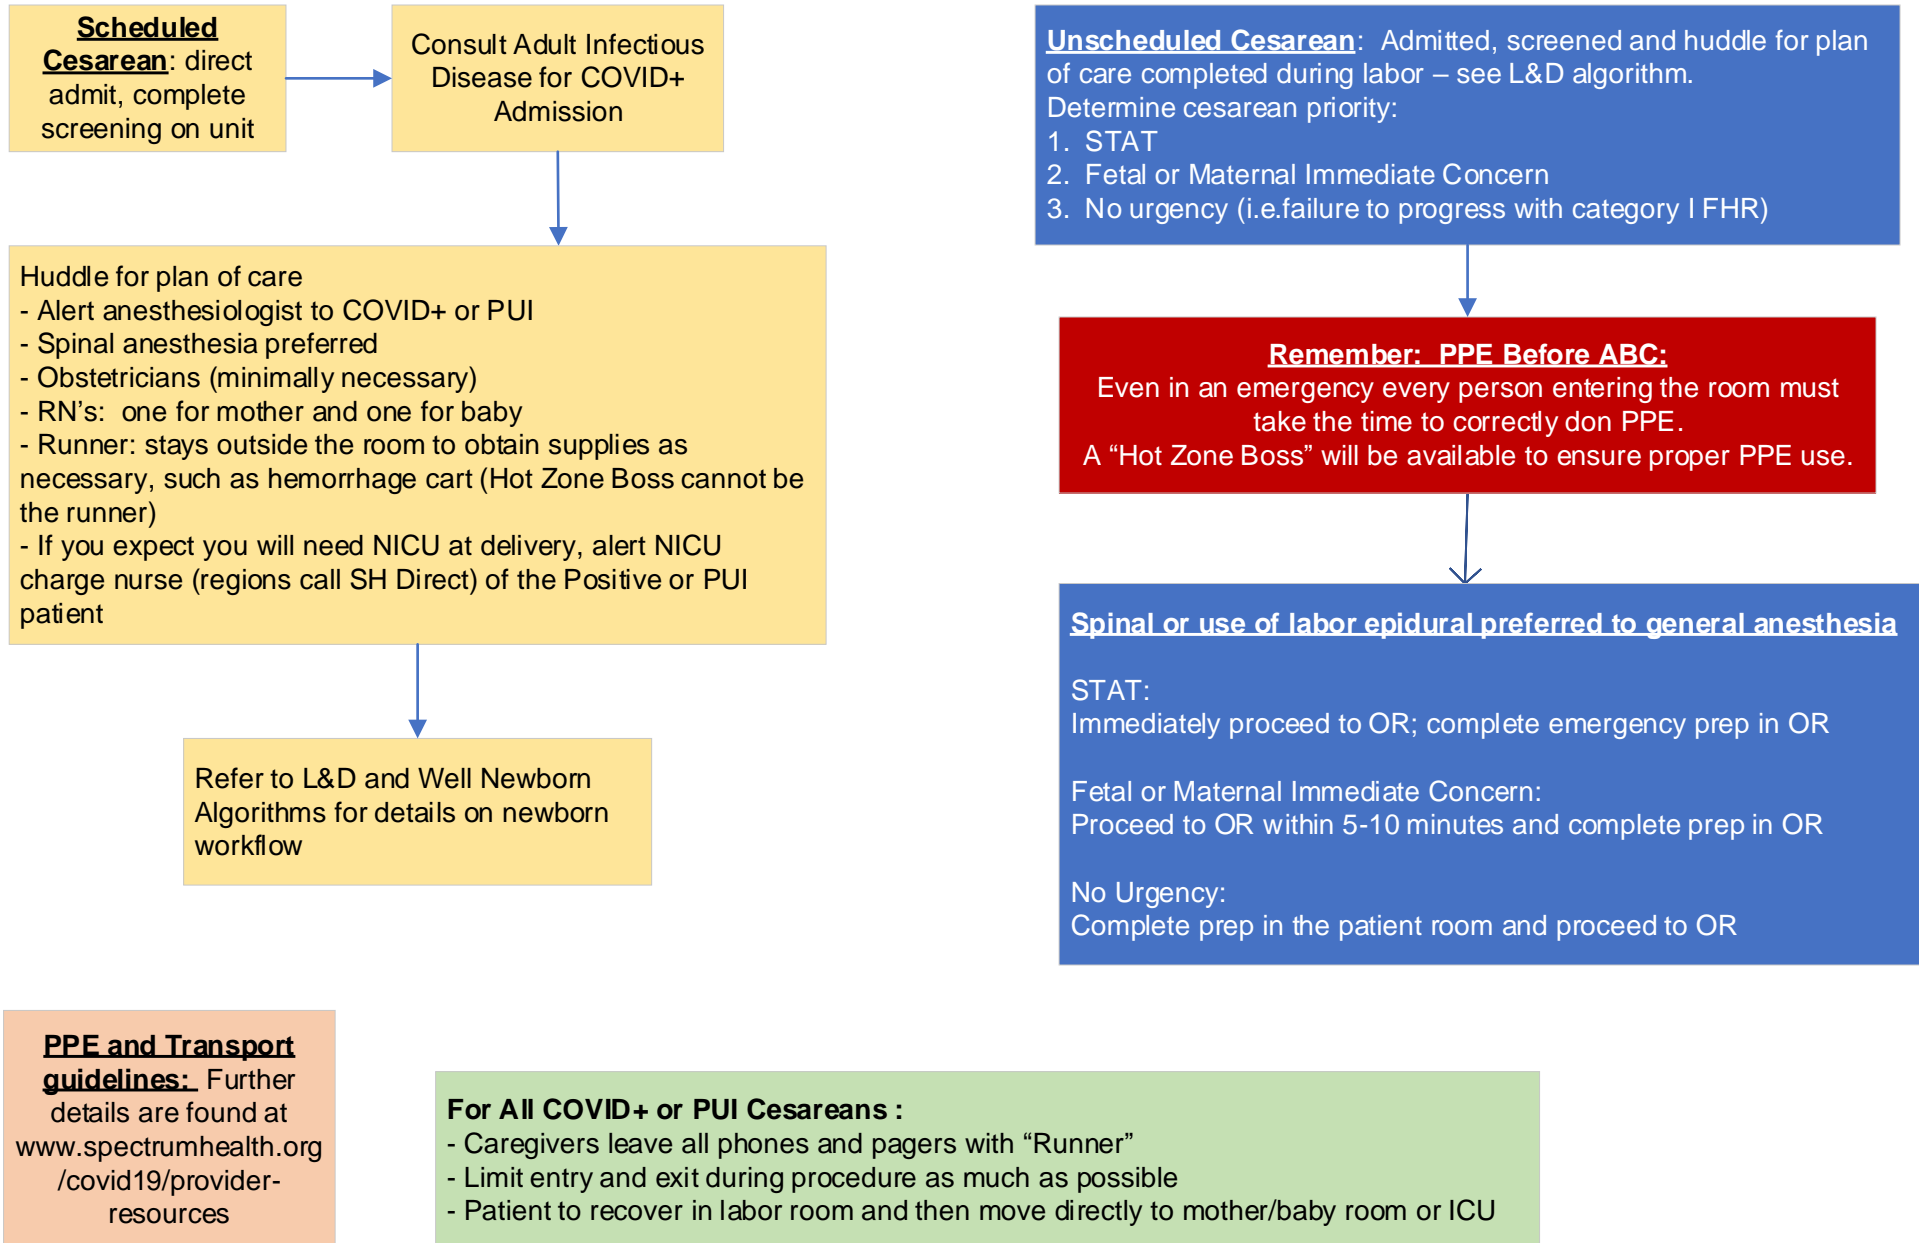 Scheduled
Cesarean: direct
admit, complete
screening on unit
Consult Adult Infectious
Disease for COVID+
Admission
Huddle for plan of care
- Alert anesthesiologist to COVID+ or PUI
- Spinal anesthesia preferred
- Obstetricians (minimally necessary)
- RN's:  one for mother and one for baby
- Runner: stays outside the room to obtain supplies as
necessary, such as hemorrhage cart (Hot Zone Boss cannot be
the runner)
- If you expect you will need NICU at delivery, alert NICU
charge nurse (regions call SH Direct) of the Positive or PUI
patient
Refer to L&D and Well Newborn
Algorithms for details on newborn
workflow
Unscheduled Cesarean:  Admitted, screened and huddle for plan
of care completed during labor – see L&D algorithm.
Determine cesarean priority:
1.  STAT
2.  Fetal or Maternal Immediate Concern
3.  No urgency (i.e.failure to progress with category I FHR)
Remember:  PPE Before ABC:
Even in an emergency every person entering the room must
take the time to correctly don PPE.
A “Hot Zone Boss” will be available to ensure proper PPE use.
Spinal or use of labor epidural preferred to general anesthesia
STAT:
Immediately proceed to OR; complete emergency prep in OR
Fetal or Maternal Immediate Concern:
Proceed to OR within 5-10 minutes and complete prep in OR
No Urgency:
Complete prep in the patient room and proceed to OR
PPE and Transport
guidelines:  Further
details are found at
www.spectrumhealth.org
/covid19/provider-
resources
For All COVID+ or PUI Cesareans :
- Caregivers leave all phones and pagers with “Runner”
- Limit entry and exit during procedure as much as possible
- Patient to recover in labor room and then move directly to mother/baby room or ICU